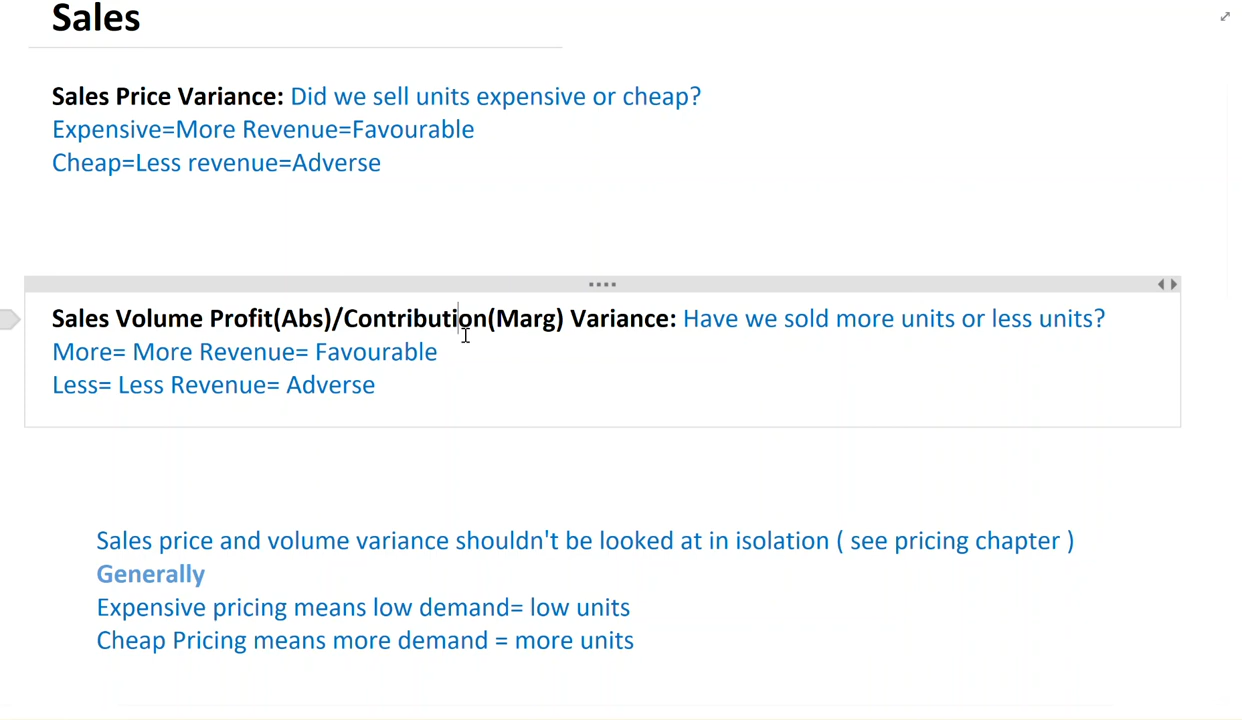 Sales
Sales Price Variance: Did we sell units expensive or cheap?
Expensive=More Revenue=Favourable
Cheap=Less revenue=Adverse
Sales Volume Profit(Abs)/Contribution(Marg) Variance: Have we sold more units or less units?
More= More Revenue= Favourable
Less= Less Revenue= Adverse
Sales price and volume variance shouldn't be looked at in isolation ( see pricing chapter )
Generally
Expensive pricing means low demand= low units
Cheap Pricing means more demand = more units